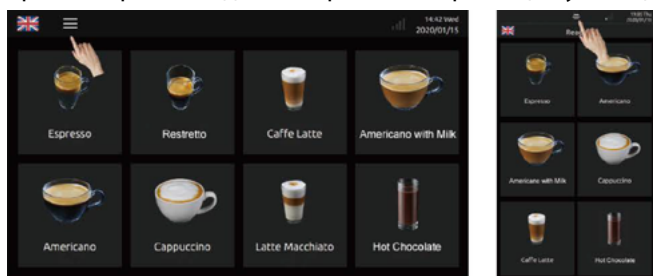 14:42 Wed
2020/01/15
Espresso
Restretto
Caffe Latte
Americano with Milk
Americano
Cappuccino
Latte Macchiato
Hot Chocolate
Espresso
Americano
Americano with Milk
Cappuccino
Caffe Latte
Hot Chocolate